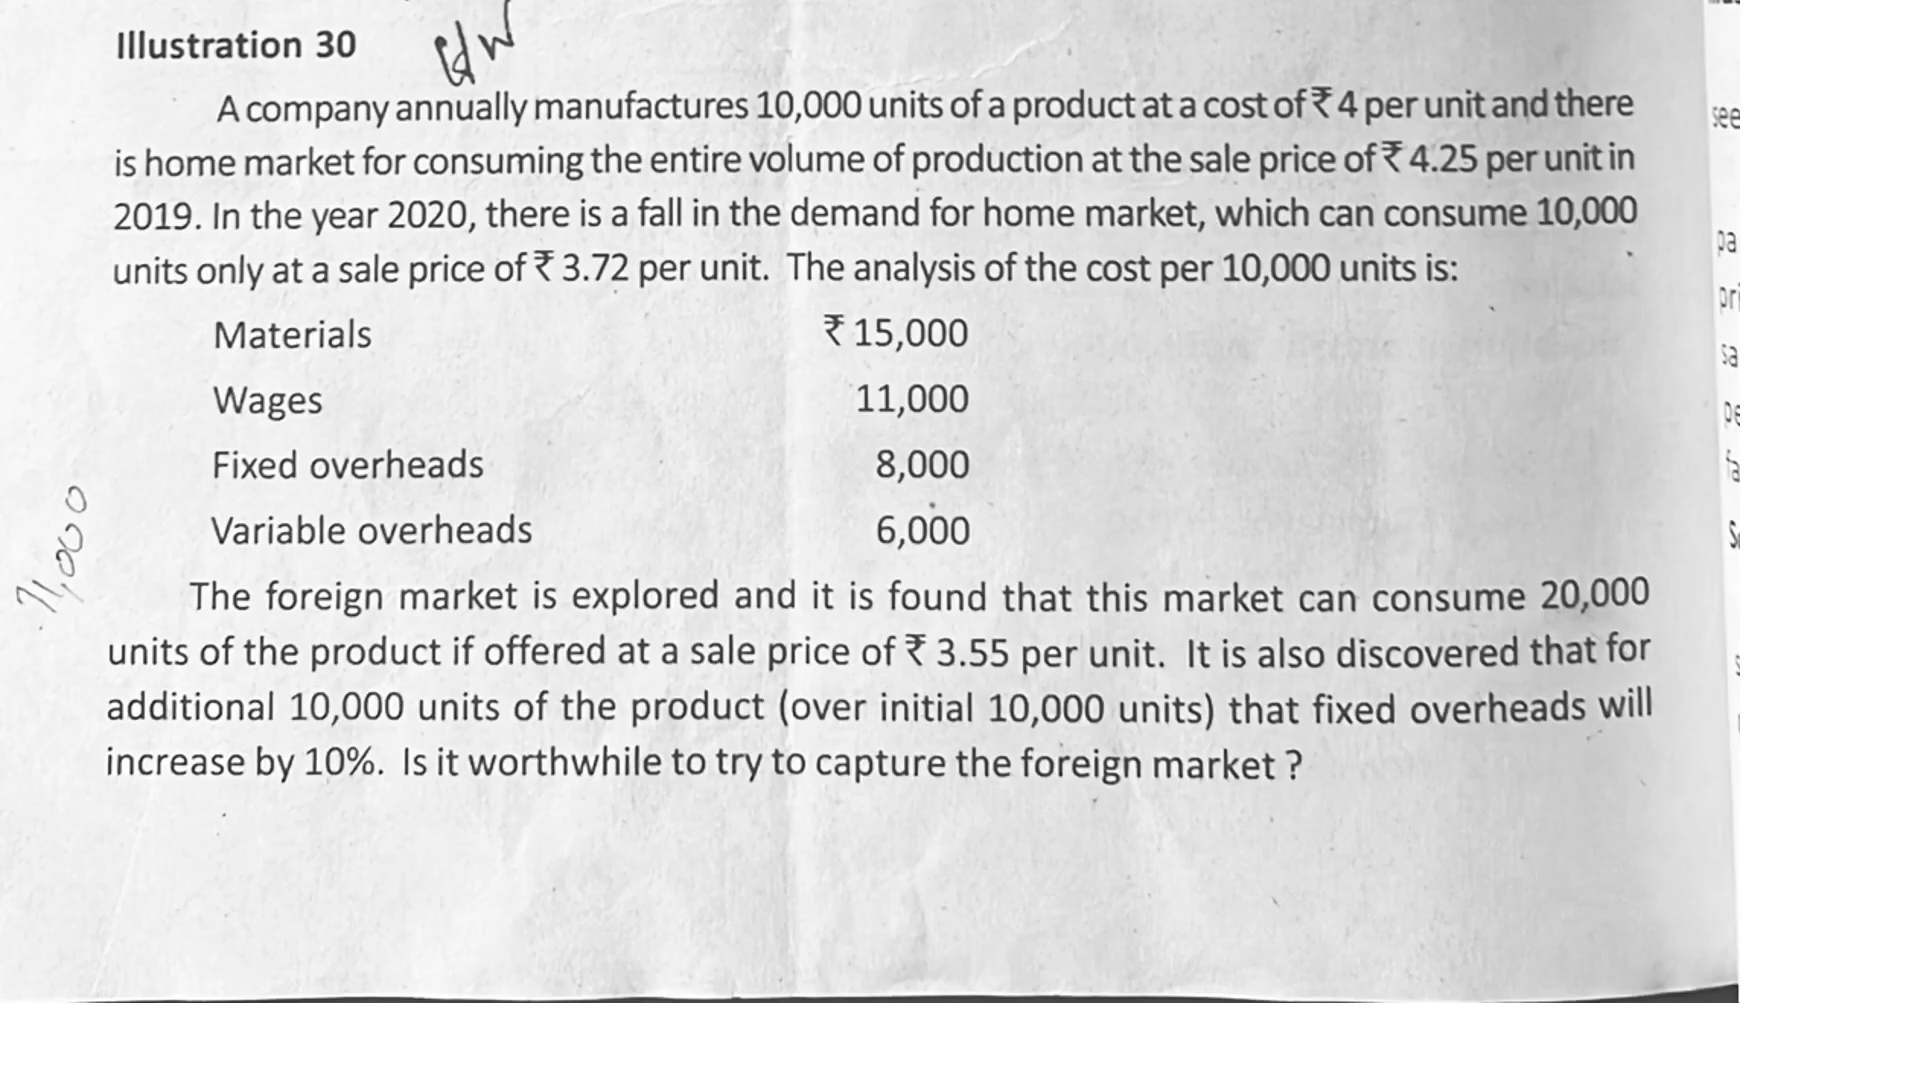 Illustration 30
A company annually manufactures 10,000 units of a product at a cost of ₹ 4 per unit and there
is home market for consuming the entire volume of production at the sale price of ₹ 4.25 per unit in
2019. In the year 2020, there is a fall in the demand for home market, which can consume 10,000
units only at a sale price of ₹ 3.72 per unit. The analysis of the cost per 10,000 units is:
Materials ₹ 15,000
Wages 11,000
Fixed overheads 8,000
Variable overheads 6,000
The foreign market is explored and it is found that this market can consume 20,000
units of the product if offered at a sale price of ₹ 3.55 per unit. It is also discovered that for
additional 10,000 units of the product (over initial 10,000 units) that fixed overheads will
increase by 10%. Is it worthwhile to try to capture the foreign market ?
71,000
see
pa
pri
sa
pe
fa